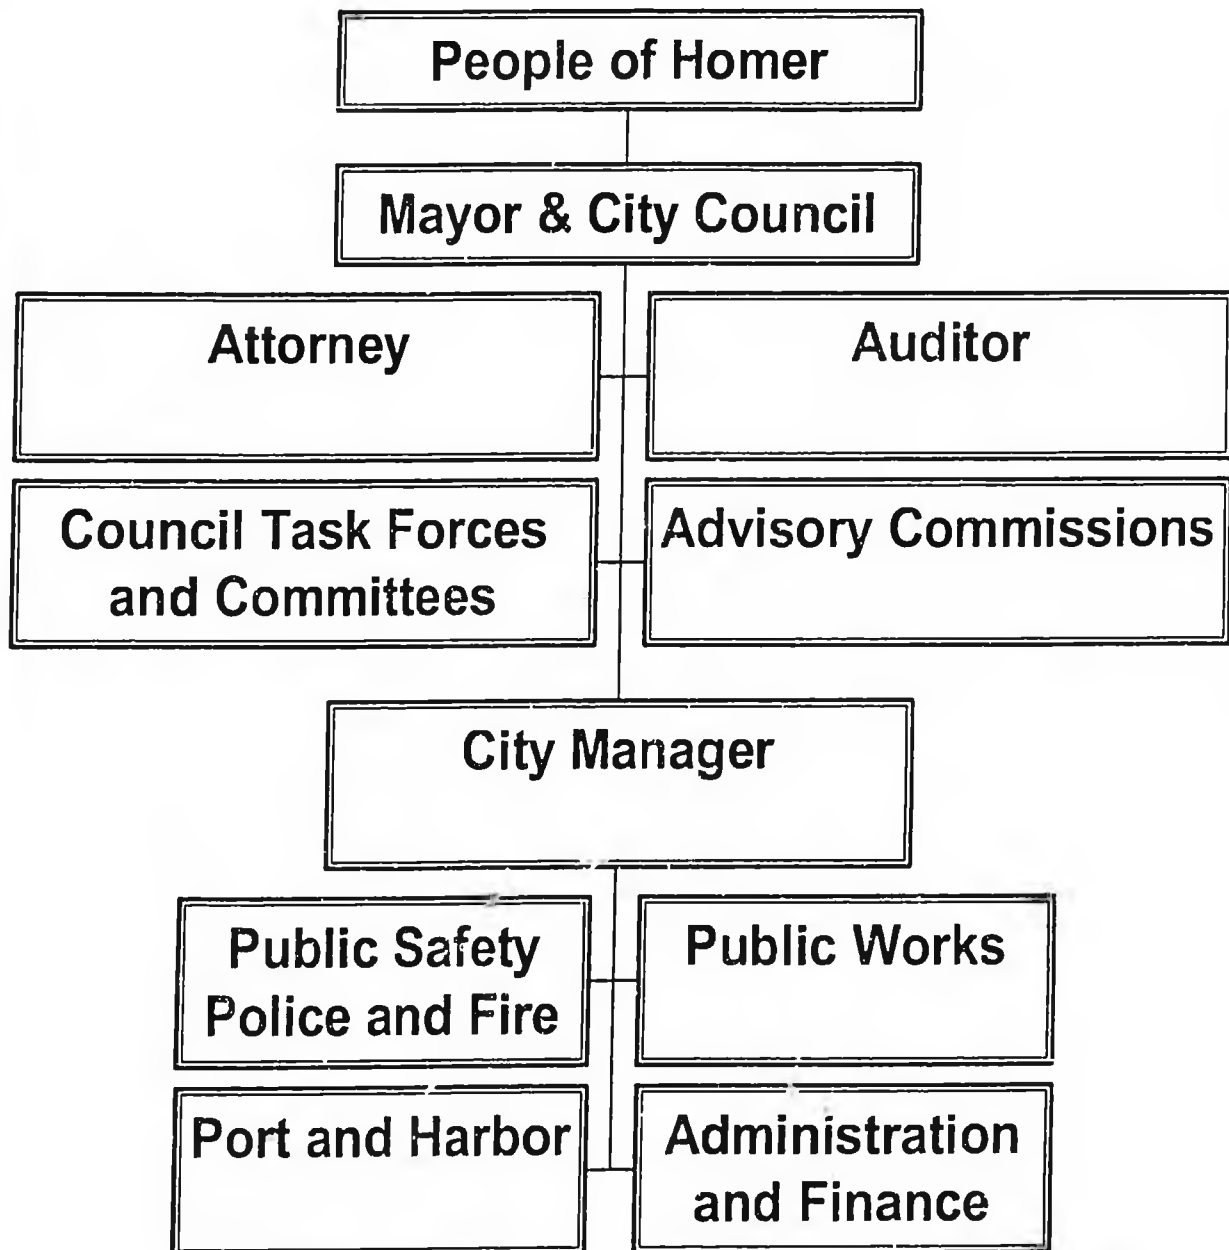 People of Homer
Mayor & City Council
Attorney
Auditor
Council Task Forces
and Committees
Advisory Commissions
City Manager
Public Safety
Police and Fire
Public Works
Port and Harbor
Administration
and Finance